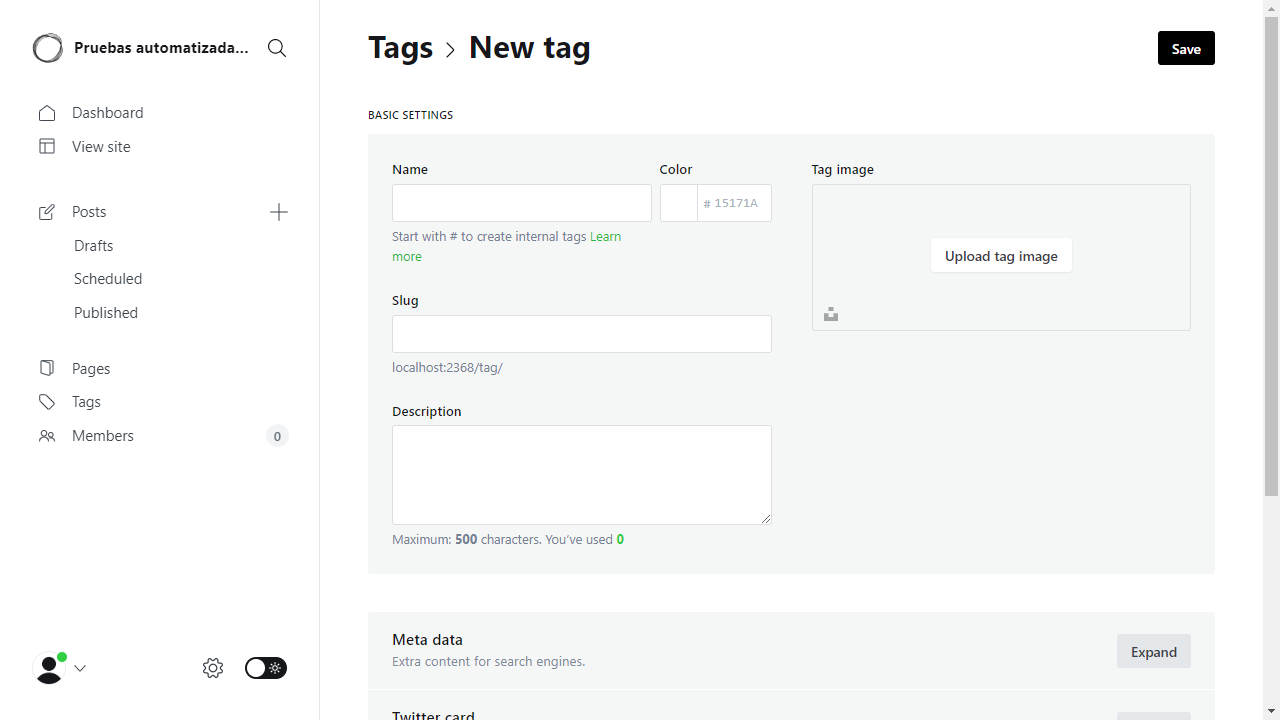 Pruebas automatizada...
Dashboard
View site
Posts
Drafts
Scheduled
Published
Pages
Tags
Members
0
Tags
New tag
Save
BASIC SETTINGS
Name
Color
# 15171A
Start with # to create internal tags Learn
more
Slug
localhost:2368/tag/
Description
Maximum: 500 characters. You've used 0
Tag image
Upload tag image
Meta data
Extra content for search engines.
Expand
Twitter card